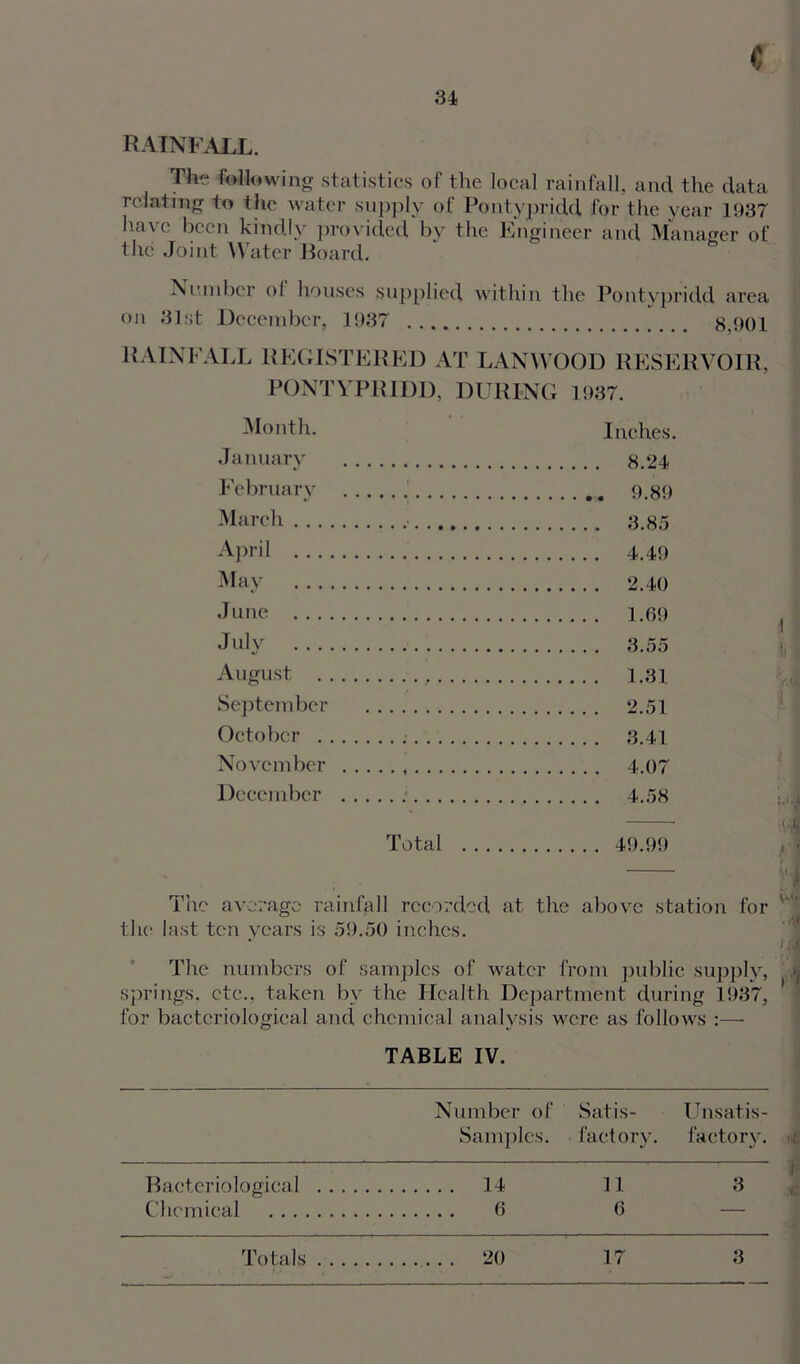 34
RAINFALL.
The following statistics of the local rainfall, and the data
relating to the water supply of Pontypridd for the year 1937
have been kindly provided by the Engineer and Manager of
the Joint Water Board.
Number of houses supplied within the Pontypridd area
on 31st December, 1937 ..................... 8,901
RAINFALL REGISTERED AT LANWOOD RESERVOIR,
PONTYPRIDD, DURING 1937.
Month. Inches.
January ..................... 8.24
February ..................... 9.89
March ..................... 3.85
April ..................... 4.49
May ..................... 2.40
June ..................... 1.69
July ..................... 3.55
August ..................... 1.31
September ..................... 2.51
October ..................... 3.41
November ..................... 4.07
December ..................... 4.58
Total ............ 49.99
The average rainfall recorded at the above station for
the last ten years is 59.50 inches.
The numbers of samples of water from public supply,
springs, etc., taken by the Health Department during 1937,
for bacteriological and chemical analysis were as follows :—
TABLE IV.
Number of Satis- Unsatis-
Samples. factory. factory.
Bacteriological ............ 14 11 3
Chemical ............ 6 6 —
Totals ............ 20 17 3